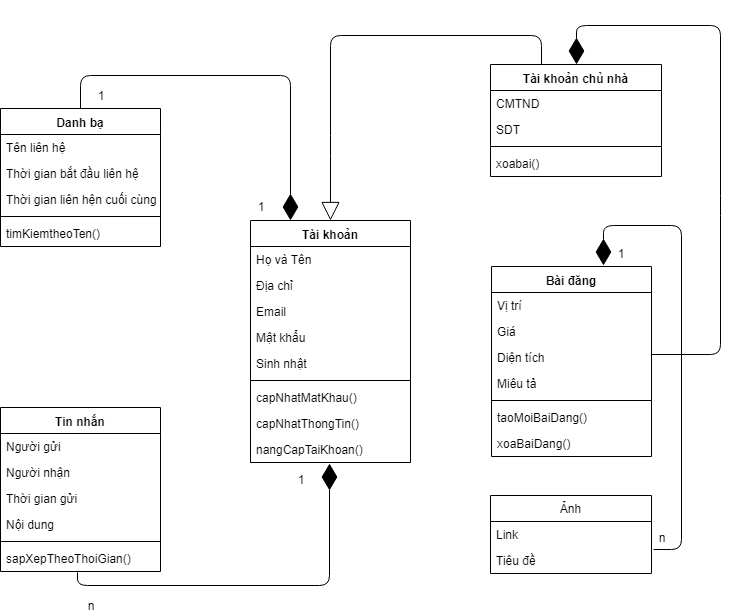 Tài khoản chủ nhà
CMTND
SDT
xoabai()
1
Danh bạ
Tên liên hệ
Thời gian bắt đầu liên hệ
Thời gian liên hện cuối cùng
timKiemtheoTen()
1
Tài khoản
Họ và Tên
Địa chỉ
Email
Mật khẩu
Sinh nhật
capNhatMatKhau()
capNhatThongTin()
nangCapTaiKhoan()
1
1
Bài đăng
Vị trí
Giá
Diện tích
Miêu tả
taoMoiBaiDang()
xoaBaiDang()
Tin nhắn
Người gửi
Người nhận
Thời gian gửi
Nội dung
sapXepTheoThoiGian()
n
Ảnh
Link
Tiêu đề
n